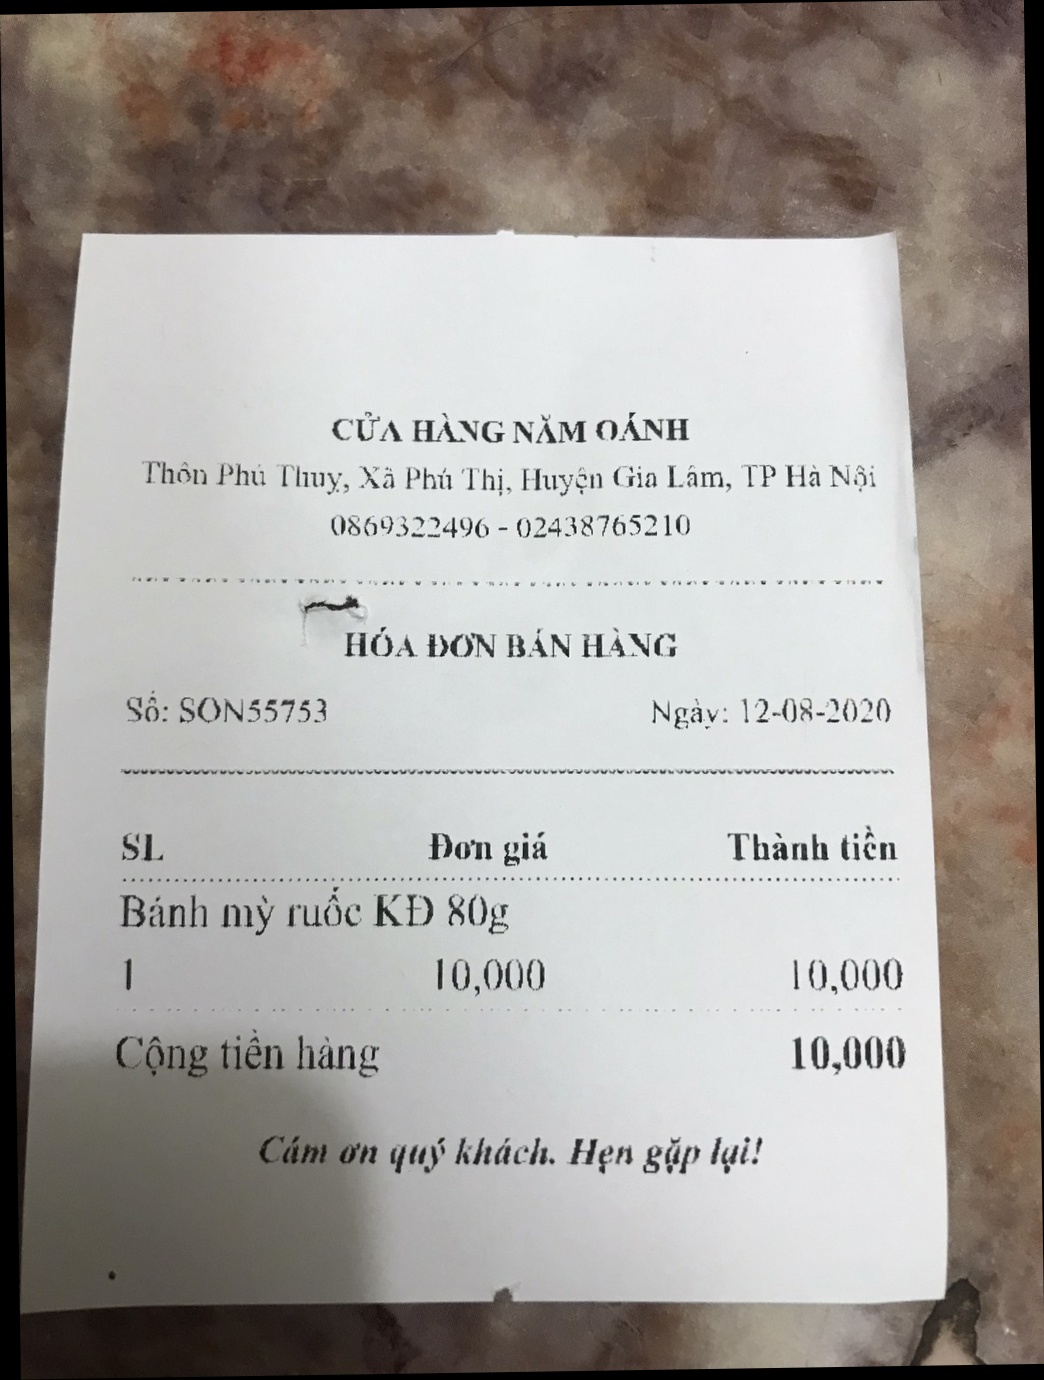 CỬA HÀNG NĂM OÁNH
Thôn Phú Thuỵ, Xã Phú Thị, Huyện Gia Lâm, TP Hà Nội
0869322496 - 02438765210
HÓA ĐƠN BÁN HÀNG
Số: SON55753 Ngày: 12-08-2020
SL Đơn giá Thành tiền
Bánh mỳ ruốc KĐ 80g
1 10,000 10,000
Cộng tiền hàng 10,000
Cám ơn quý khách. Hẹn gặp lại!